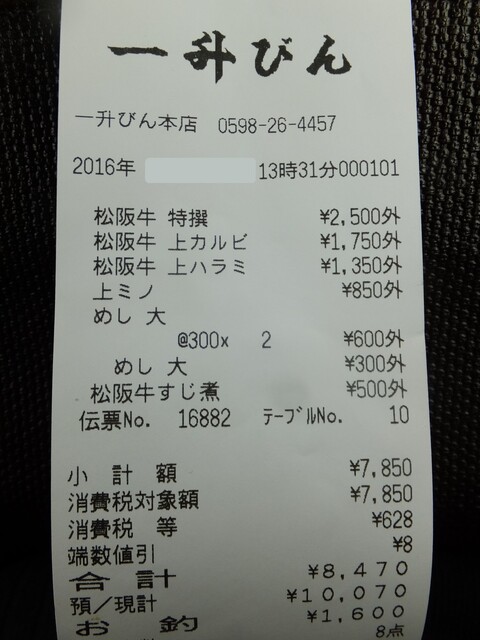 一升びん
一升びん本店 0598-26-4457
2016年 13時31分000101
松阪牛 特撰 ¥2,500外
松阪牛 上カルビ ¥1,750外
松阪牛 上ハラミ ¥1,350外
上ミノ ¥850外
めし 大
@300× 2 ¥600外
めし 大 ¥300外
松阪牛すじ煮 ¥500外
伝票No. 16882 ﾃｰﾌﾞﾙNo. 10
小 計 額 ¥7,850
消費税対象額 ¥7,850
消費税 等 ¥628
端数値引 ¥8
合計 ¥8,470
預/現計 ¥10,070
お 釣 ¥1,600
8点